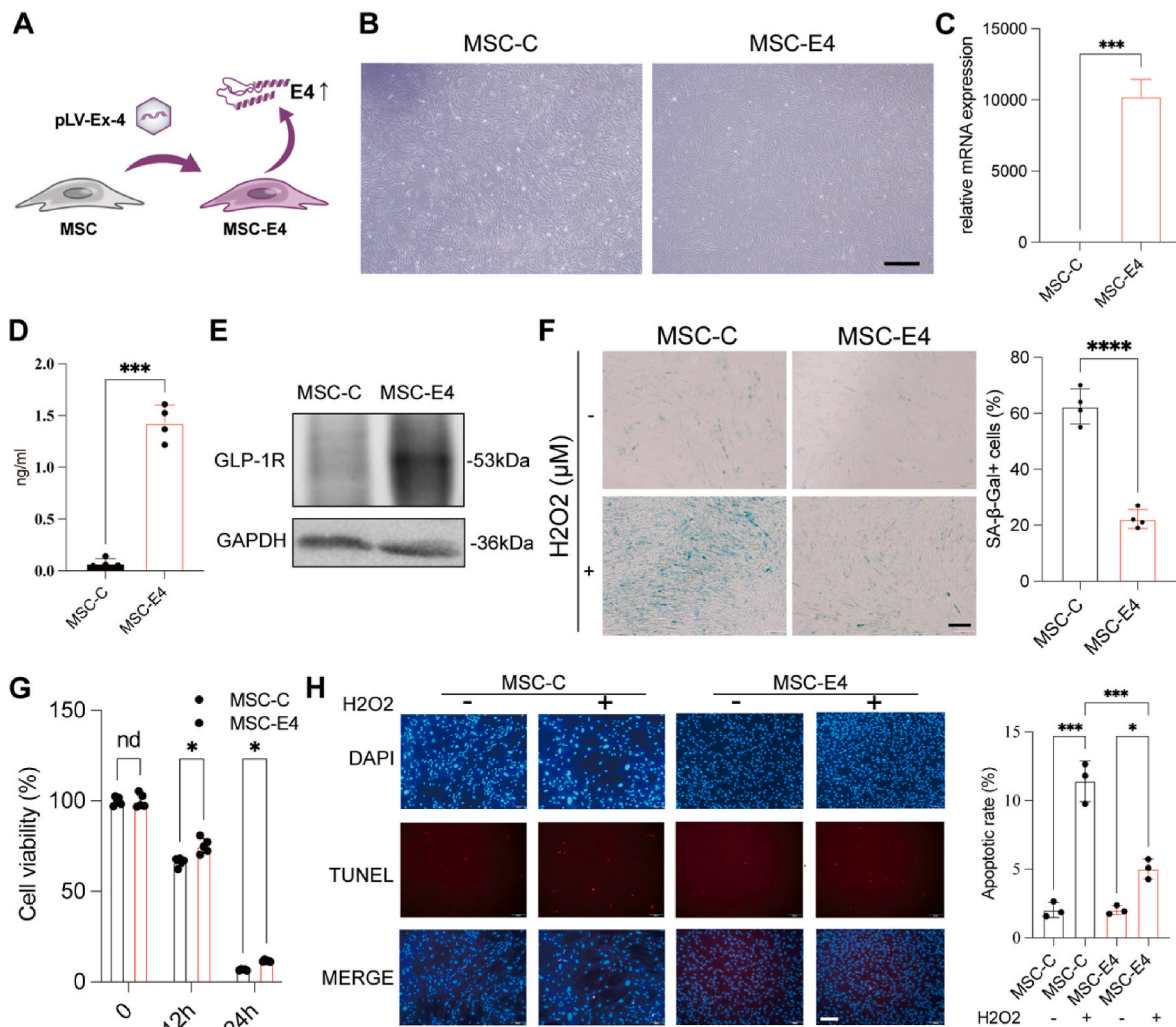 A
pLV-Ex-4
E4 ↑
MSC
MSC-E4
B
MSC-C
MSC-E4
C
relative mRNA expression
15000
10000
5000
0
***
MSC-C
MSC-E4
D
ng/ml
2.0
1.5
1.0
0.5
0.0
***
MSC-C
MSC-E4
E
MSC-C MSC-E4
GLP-1R
-53kDa
GAPDH
-36kDa
F
MSC-C
MSC-E4
H2O2 (μM)
-
+
SA-β-Gal+ cells (%)
80
60
40
20
0
****
MSC-C
MSC-E4
G
Cell viability (%)
150
100
50
0
MSC-C
MSC-E4
nd
*
*
0
12h
24h
H
MSC-C
MSC-E4
H2O2
- + - +
DAPI
TUNEL
MERGE
Apoptotic rate (%)
15
10
5
0
***
***
*
MSC-C
MSC-C
MSC-E4
MSC-E4
H2O2 - + - +